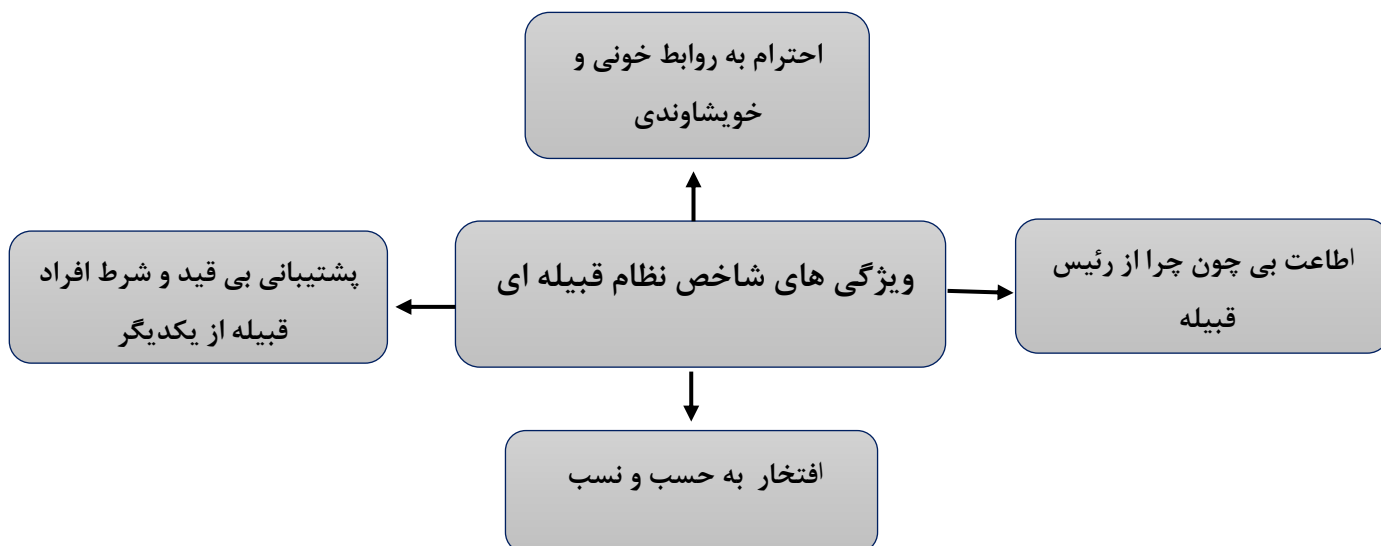 احترام به روابط خونی و
خویشاوندی
ویژگی های شاخص نظام قبیله ای
اطاعت بی چون چرا از رئیس
قبیله
پشتیبانی بی قید و شرط افراد
قبیله از یکدیگر
افتخار به حسب و نسب